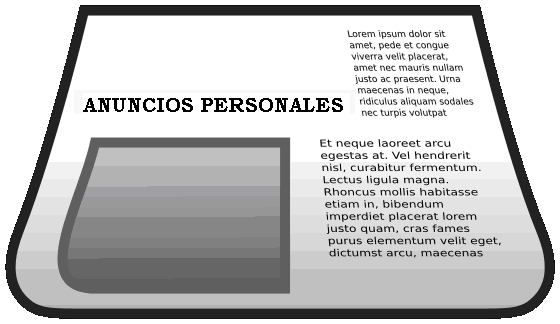 Lorem ipsum dolor sit
amet, pede et congue
viverra velit placerat,
amet nec mauris nullam
justo ac praesent. Urna
maecenas in neque,
ridiculus aliquam sodales
nec turpis volutpat
ANUNCIOS PERSONALES
Et neque laoreet arcu
egestas at. Vel hendrerit
nisl, curabitur fermentum.
Lectus ligula magna.
Rhoncus mollis habitasse
etiam in, bibendum
imperdiet placerat lorem
justo quam, cras fames
purus elementum velit eget,
dictumst arcu, maecenas